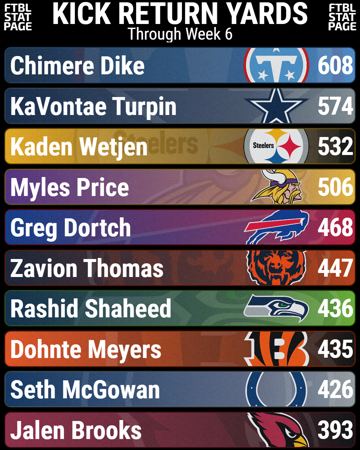 FTBL
STAT
PAGE
KICK RETURN YARDS
Through Week 6
FTBL
STAT
PAGE
Chimere Dike 608
KaVontae Turpin 574
Kaden Wetjen Steelers 532
Myles Price 506
Greg Dortch 468
Zavion Thomas 447
Rashid Shaheed 436
Dohnte Meyers 435
Seth McGowan 426
Jalen Brooks 393